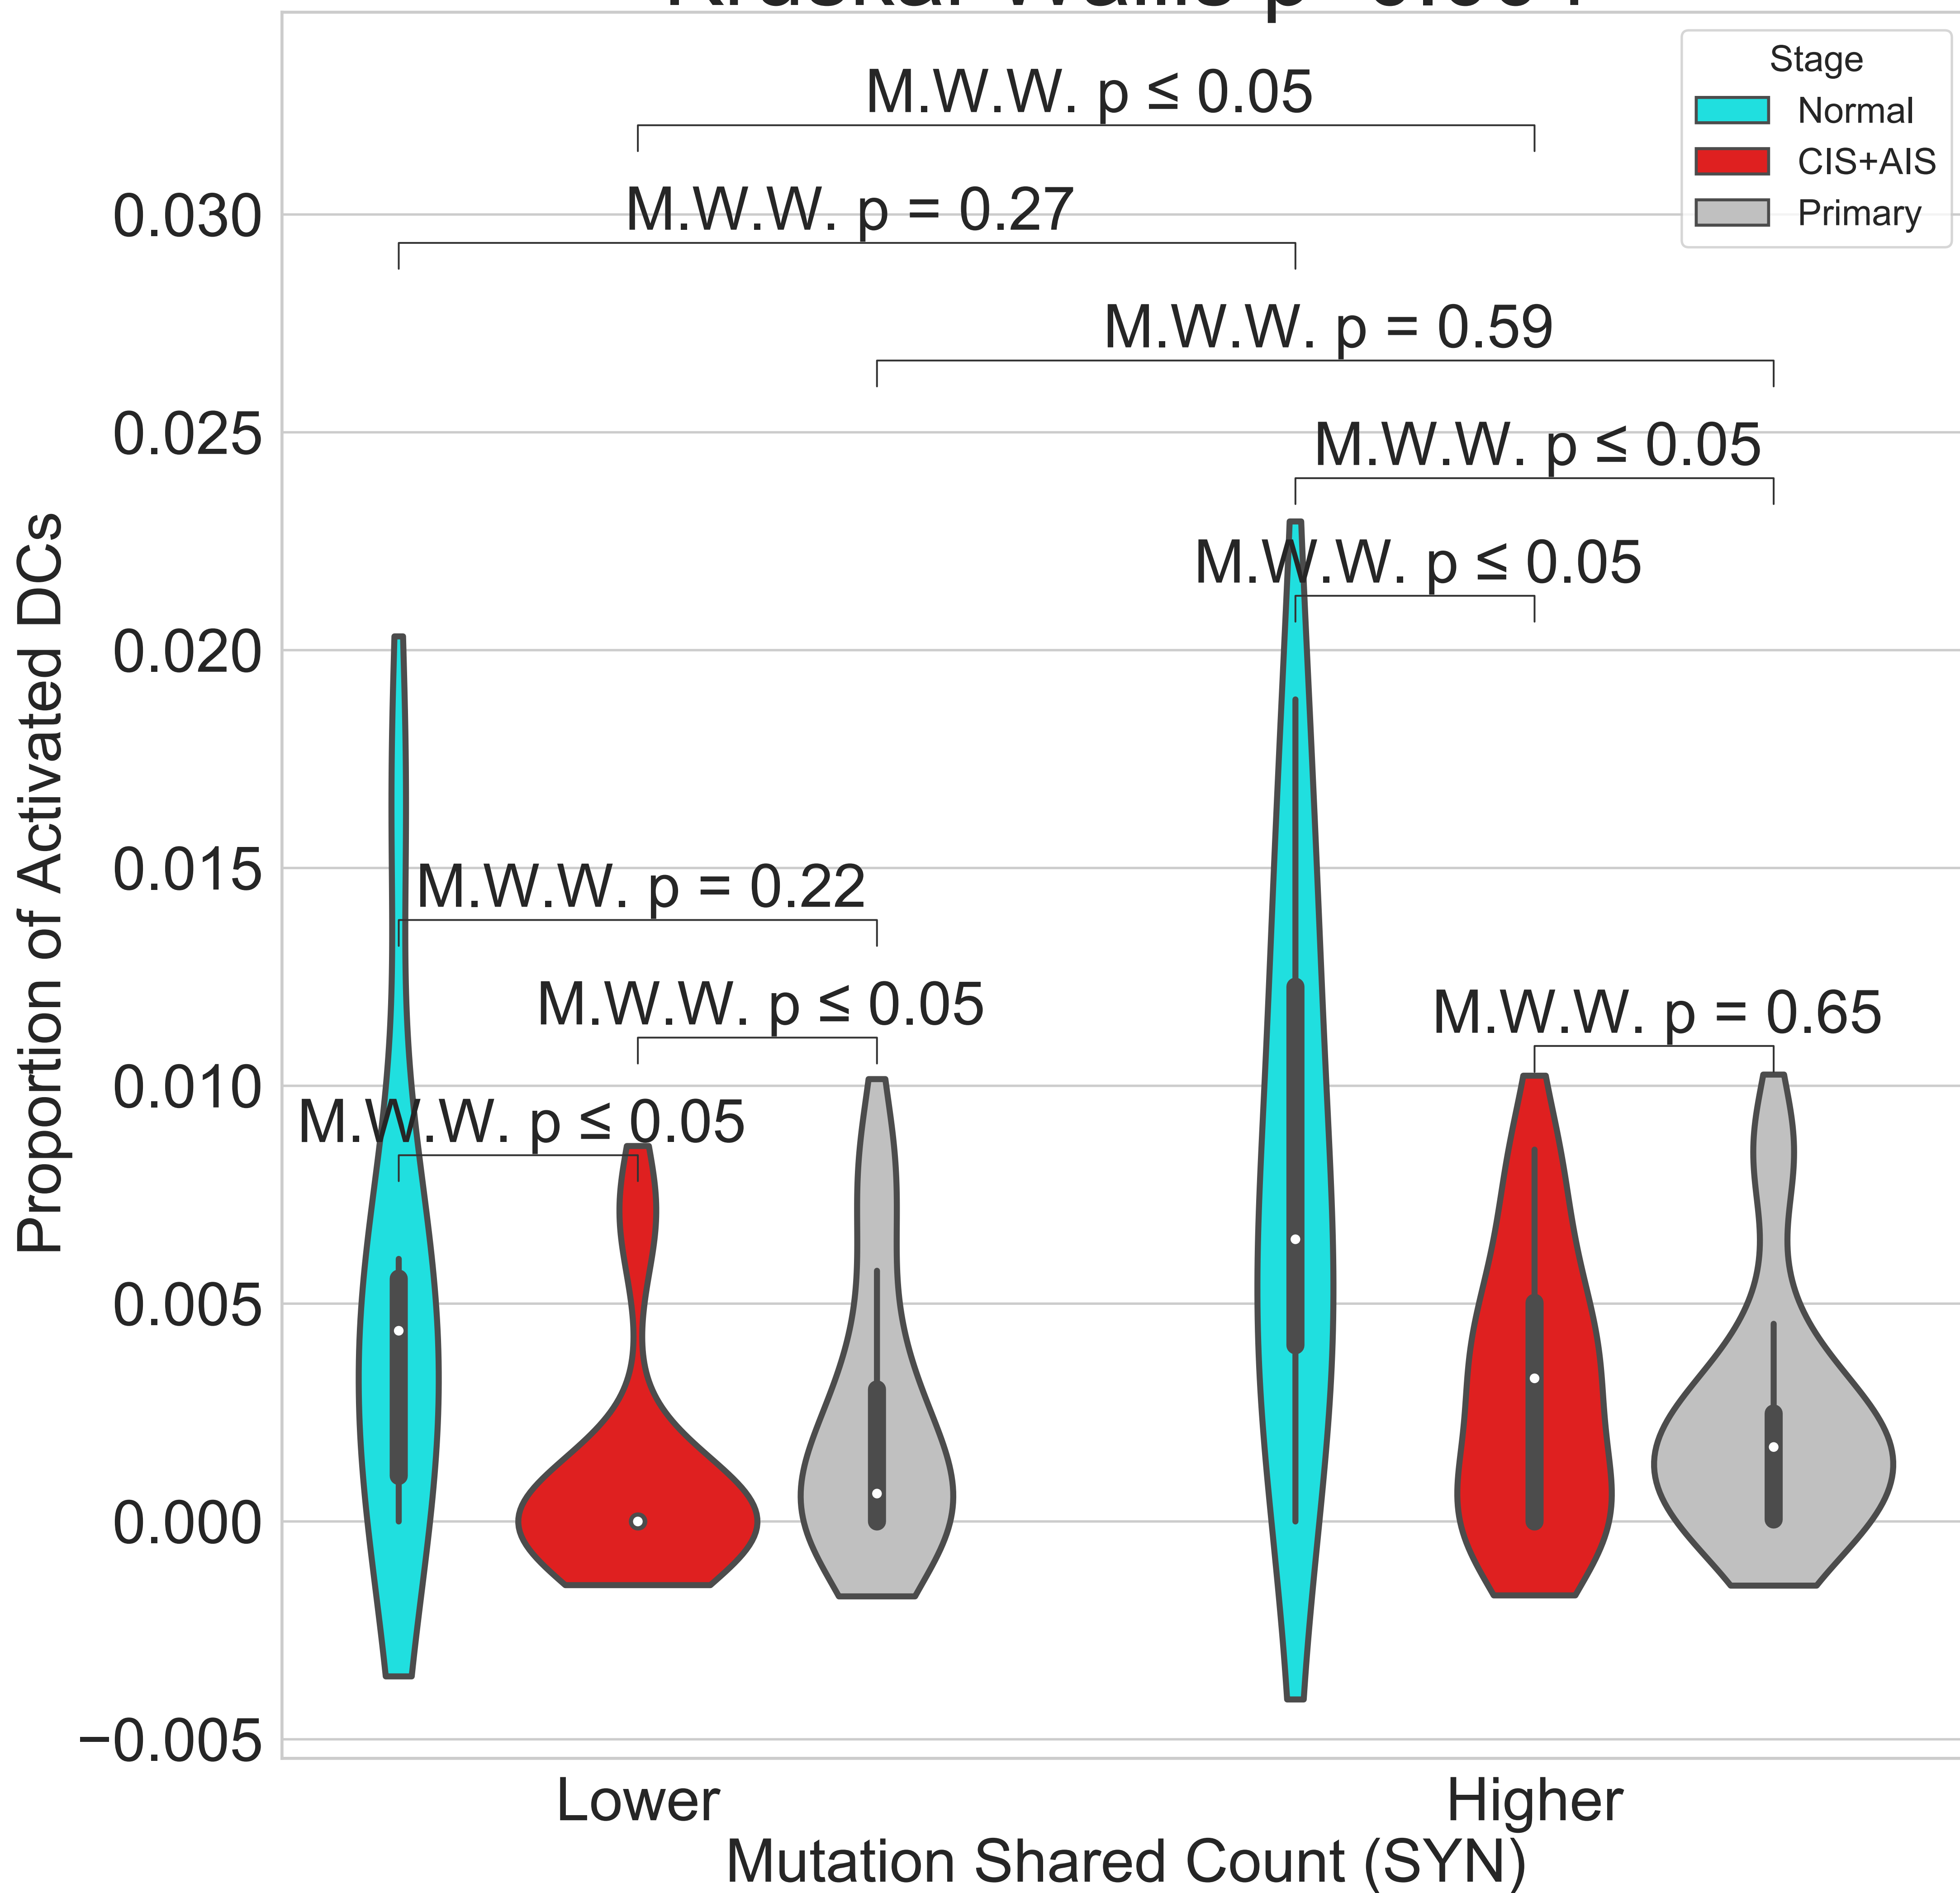 Stage
Normal
CIS+AIS
Primary
M.W.W. p ≤ 0.05
M.W.W. p = 0.27
M.W.W. p = 0.59
M.W.W. p ≤ 0.05
M.W.W. p ≤ 0.05
M.W.W. p = 0.22
M.W.W. p ≤ 0.05
M.W.W. p = 0.65
M.W.W. p ≤ 0.05
0.030
0.025
0.020
0.015
0.010
0.005
0.000
−0.005
Proportion of Activated DCs
Lower
Higher
Mutation Shared Count (SYN)